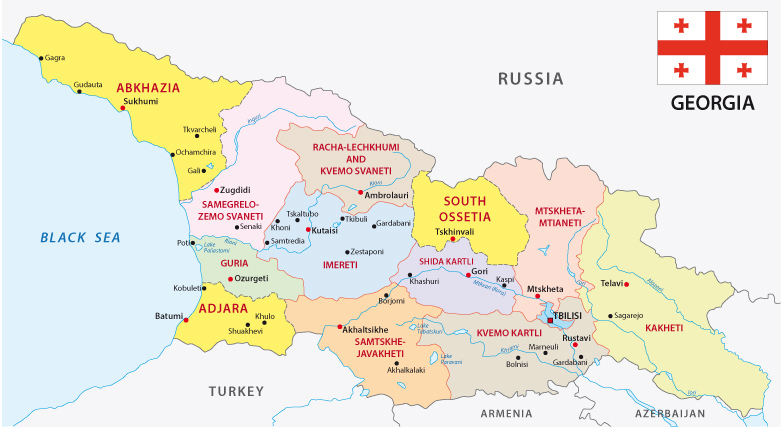 Gagra
Gudauta
ABKHAZIA
Sukhumi
Tkvarcheli
Ochamchira
Gali
RUSSIA
GEORGIA
Inguri
RACHA-LECHKHUMI
AND
KVEMO SVANETI
Rioni
Ambrolauri
Zugdidi
SAMEGRELO-
ZEMO SVANETI
Senaki
Tskaltubo
Khoni
Kutaisi
Tkibuli
Gardabani
Samtredia
Zestaponi
IMERETI
SOUTH
OSSETIA
Tskhinvali
MTSKHETA-
MTIANETI
BLACK SEA
Poti
Lake
Paliastomi
Rioni
GURIA
Ozurgeti
Kobuleti
ADJARA
Batumi
Khulo
Shuakhevi
SHIDA KARTLI
Gori
Khashuri
Kaspi
Mtkvari (Kura)
Mtskheta
TBILISI
Telavi
Alazani
Sagarejo
KAKHETI
Iori
Borjomi
Akhaltsikhe
SAMTSKHE-
JAVAKHETI
Akhalkalaki
Lake
Tabatskuri
Lake
Paravani
KVEMO KARTLI
Rustavi
Marneuli
Bolnisi
Gardabani
TURKEY
ARMENIA
AZERBAIJAN